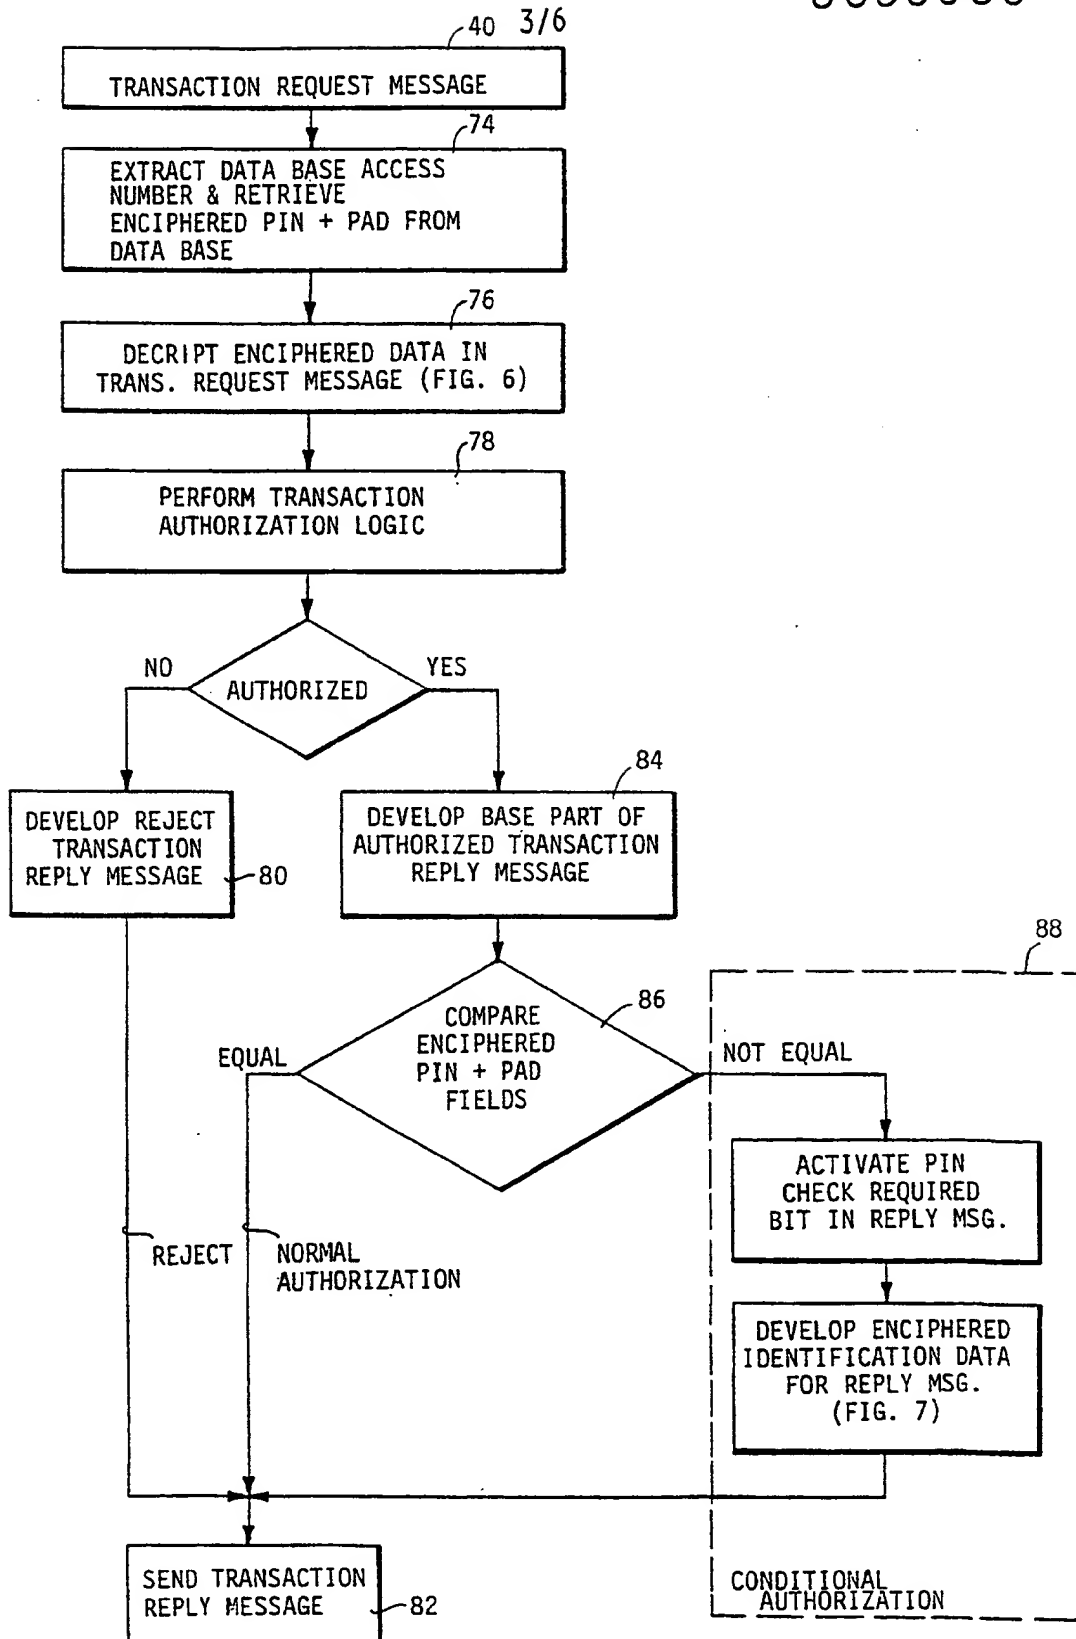 40 3/6
TRANSACTION REQUEST MESSAGE
74
EXTRACT DATA BASE ACCESS
NUMBER & RETRIEVE
ENCIPHERED PIN + PAD FROM
DATA BASE
76
DECRIPT ENCIPHERED DATA IN
TRANS. REQUEST MESSAGE (FIG. 6)
78
PERFORM TRANSACTION
AUTHORIZATION LOGIC
NO
YES
AUTHORIZED
84
DEVELOP REJECT
TRANSACTION
REPLY MESSAGE
80
DEVELOP BASE PART OF
AUTHORIZED TRANSACTION
REPLY MESSAGE
88
86
COMPARE
ENCIPHERED
PIN + PAD
FIELDS
EQUAL
NOT EQUAL
ACTIVATE PIN
CHECK REQUIRED
BIT IN REPLY MSG.
REJECT
NORMAL
AUTHORIZATION
DEVELOP ENCIPHERED
IDENTIFICATION DATA
FOR REPLY MSG.
(FIG. 7)
SEND TRANSACTION
REPLY MESSAGE
82
CONDITIONAL
AUTHORIZATION